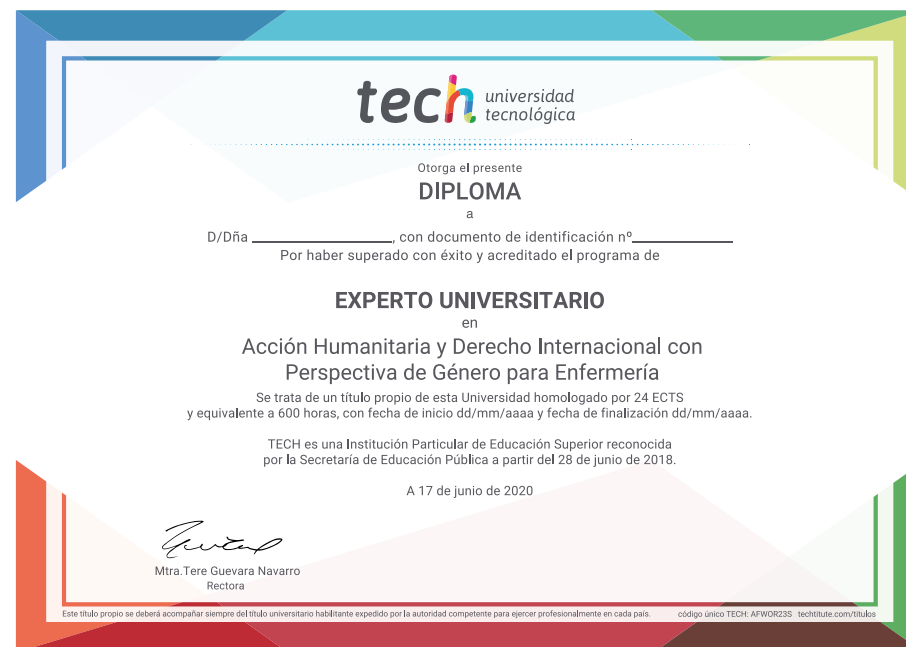 tech universidad
tecnológica
Otorga el presente
DIPLOMA
a
D/Dña ____________________, con documento de identificación nº______________
Por haber superado con éxito y acreditado el programa de
EXPERTO UNIVERSITARIO
en
Acción Humanitaria y Derecho Internacional con
Perspectiva de Género para Enfermería
Se trata de un título propio de esta Universidad homologado por 24 ECTS
y equivalente a 600 horas, con fecha de inicio dd/mm/aaaa y fecha de finalización dd/mm/aaaa.
TECH es una Institución Particular de Educación Superior reconocida
por la Secretaría de Educación Pública a partir del 28 de junio de 2018.
A 17 de junio de 2020
Mtra.Tere Guevara Navarro
Rectora
Este título propio se deberá acompañar siempre del título universitario habilitante expedido por la autoridad competente para ejercer profesionalmente en cada país. código único TECH: AFWOR23S techtitute.com/titulos